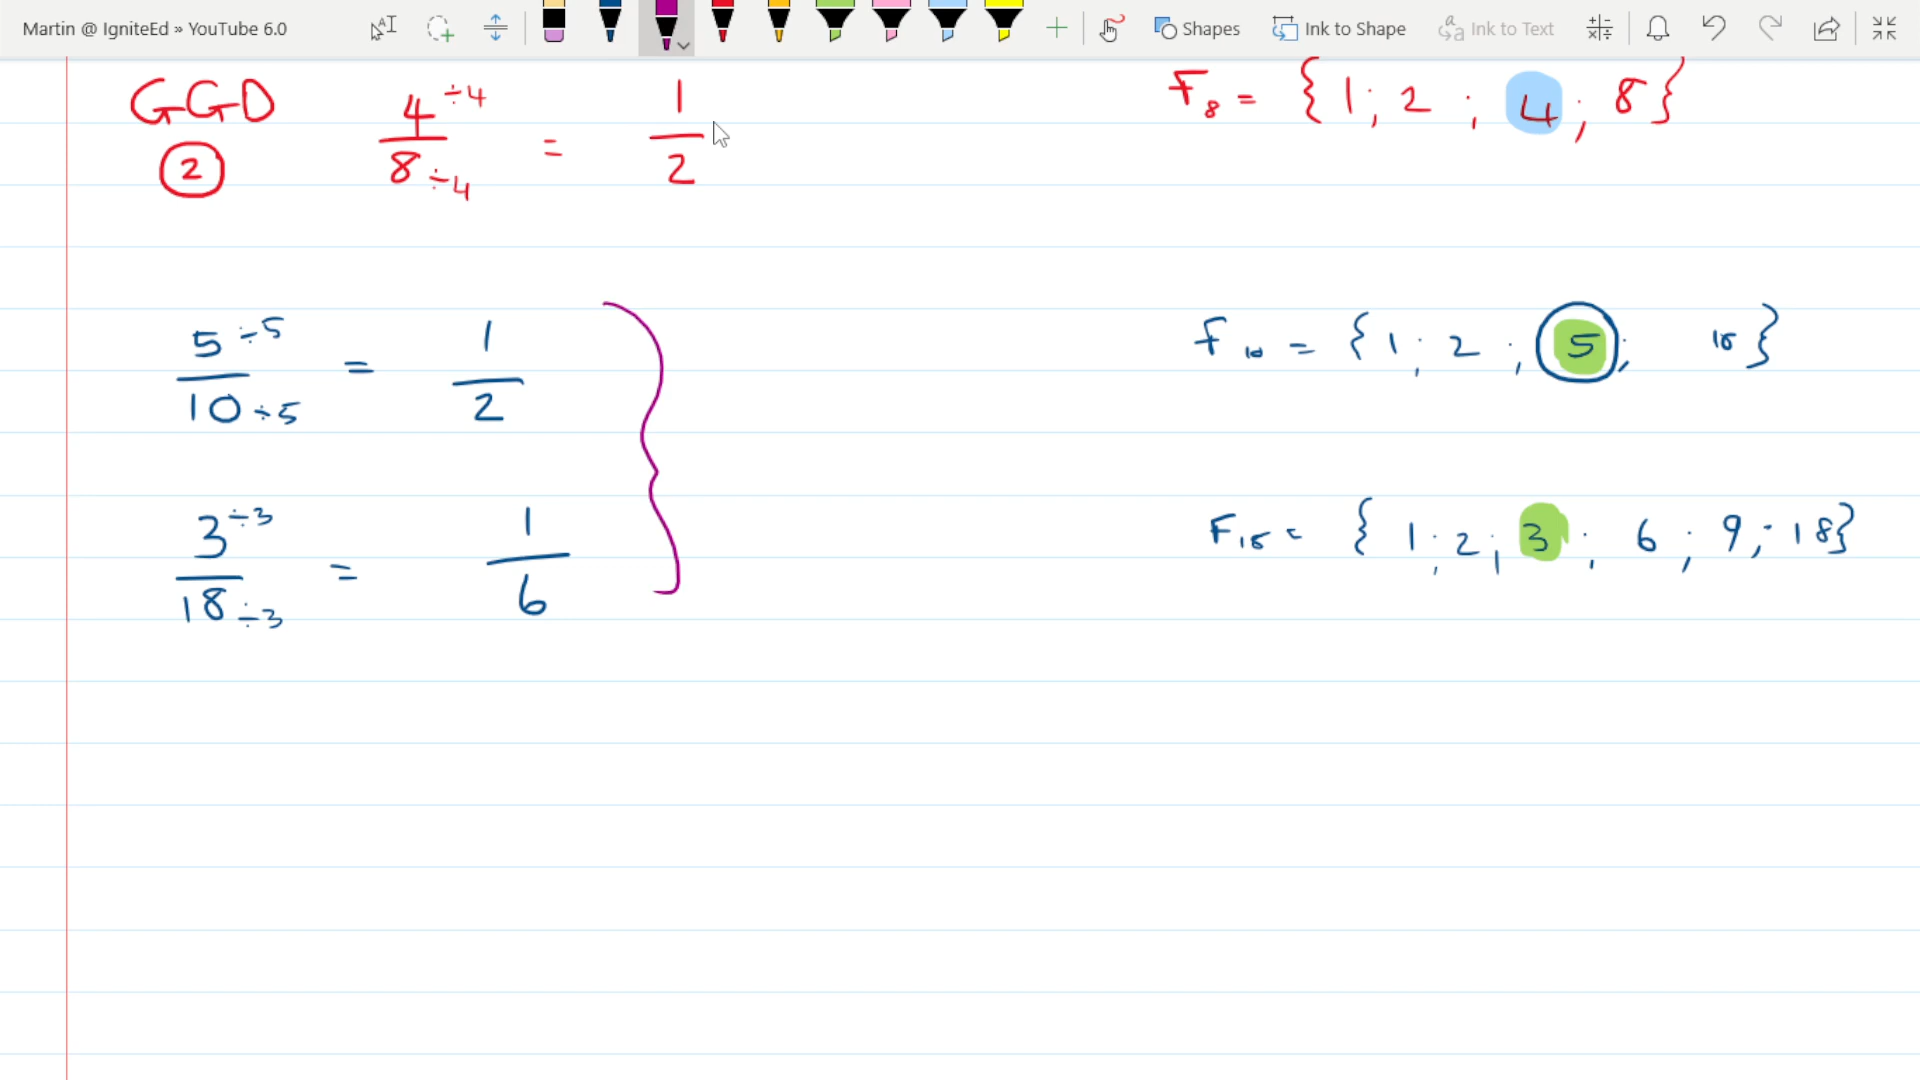 Martin @ IgniteEd » YouTube 6.0
Shapes
Ink to Shape
Ink to Text
GGD
2
4 ÷4
8 ÷4
=
1
2
F8 = {1; 2 ; 4 ; 8}
5 ÷5
10 ÷5
=
1
2
F10 = {1; 2 ; 5; 10}
3 ÷3
18 ÷3
=
1
6
F18 = { 1; 2; 3 ; 6 ; 9; 18}